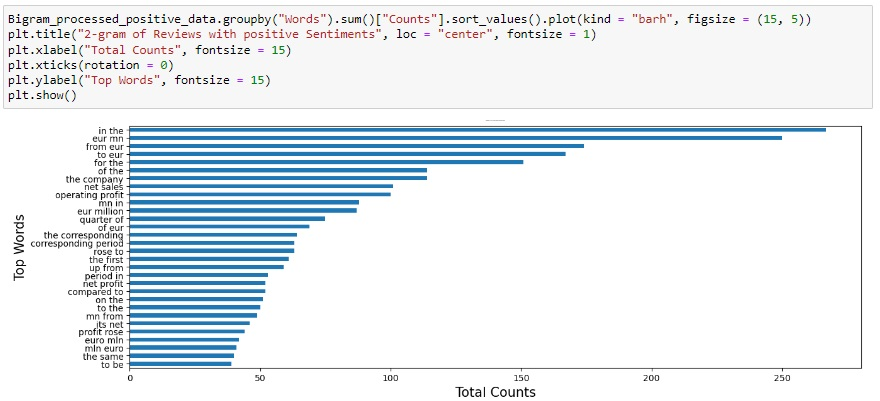 Bigram_processed_positive_data.groupby("Words").sum()["Counts"].sort_values().plot(kind = "barh", figsize = (15, 5))
plt.title("2-gram of Reviews with positive Sentiments", loc = "center", fontsize = 1)
plt.xlabel("Total Counts", fontsize = 15)
plt.xticks(rotation = 0)
plt.ylabel("Top Words", fontsize = 15)
plt.show()
in the
eur mn
from eur
to eur
for the
of the
the company
net sales
operating profit
mn in
eur million
quarter of
of eur
the corresponding
corresponding period
rose to
the first
up from
period in
net profit
compared to
on the
to the
mn from
its net
profit rose
euro mln
mln euro
the same
to be
Top Words
0 50 100 150 200 250
Total Counts